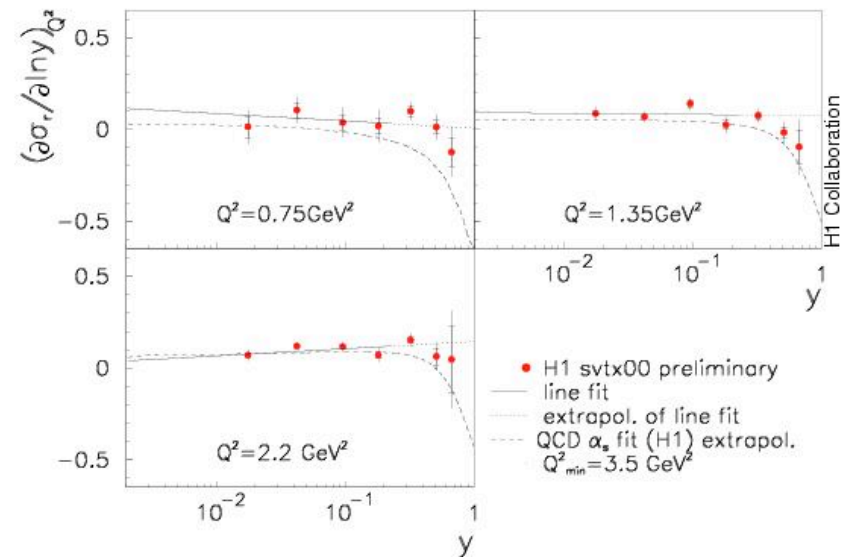 (∂σᵣ/∂lny)_Q²
0.5
0
-0.5
Q²=0.75GeV²
Q²=1.35GeV²
H1 Collaboration
10⁻²
10⁻¹
1
y
0.5
0
-0.5
Q²=2.2 GeV²
10⁻²
10⁻¹
1
y
H1 svtx00 preliminary
line fit
extrapol. of line fit
QCD αₛ fit (H1) extrapol.
Q²ₘᵢₙ=3.5 GeV²